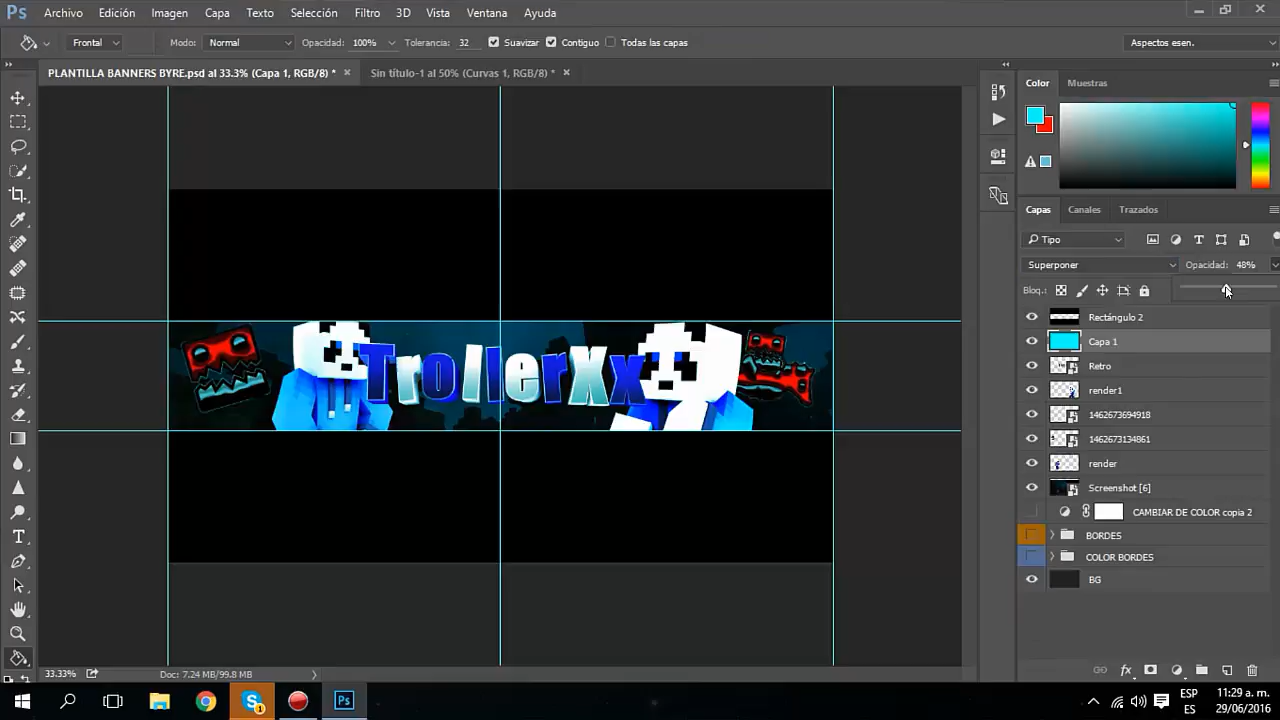 Ps Archivo Edición Imagen Capa Texto Selección Filtro 3D Vista Ventana Ayuda
Frontal Modo: Normal Opacidad: 100% Tolerancia: 32 Suavizar Contiguo Todas las capas Aspectos esen.
PLANTILLA BANNERS BYRE.psd al 33.3% (Capa 1, RGB/8) * × Sin título-1 al 50% (Curvas 1, RGB/8) * ×
Color Muestras
Capas Canales Trazados
Tipo
Superponer Opacidad: 48%
Bloq.:
Rectángulo 2
Capa 1
Retro
render1
1462673694918
1462673134861
render
Screenshot [6]
CAMBIAR DE COLOR copia 2
BORDES
COLOR BORDES
BG
TrollerXx
33.33% Doc: 7.24 MB/99.8 MB
ESP 11:29 a. m.
ES 29/06/2016